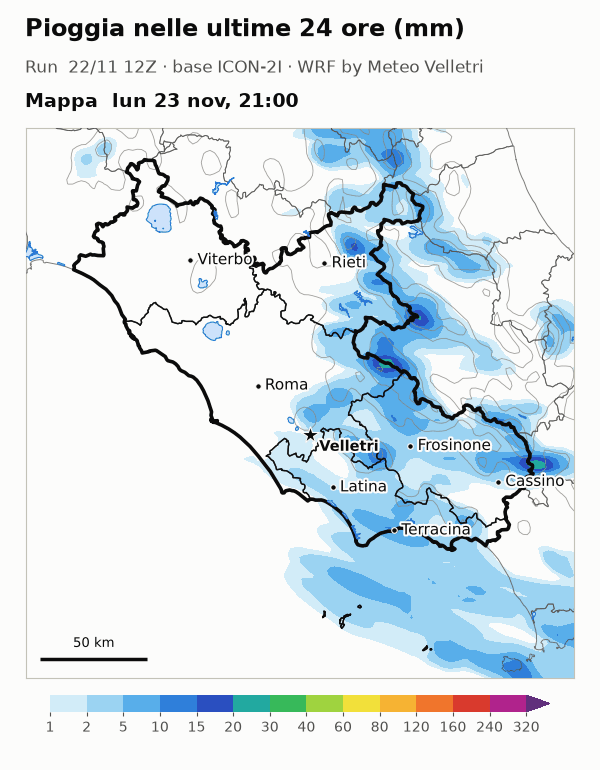 Pioggia nelle ultime 24 ore (mm)
Run 22/11 12Z · base ICON-2I · WRF by Meteo Velletri
Mappa lun 23 nov, 21:00
Viterbo
Rieti
Roma
Velletri
Frosinone
Cassino
Latina
Terracina
50 km
1 2 5 10 15 20 30 40 60 80 120 160 240 320